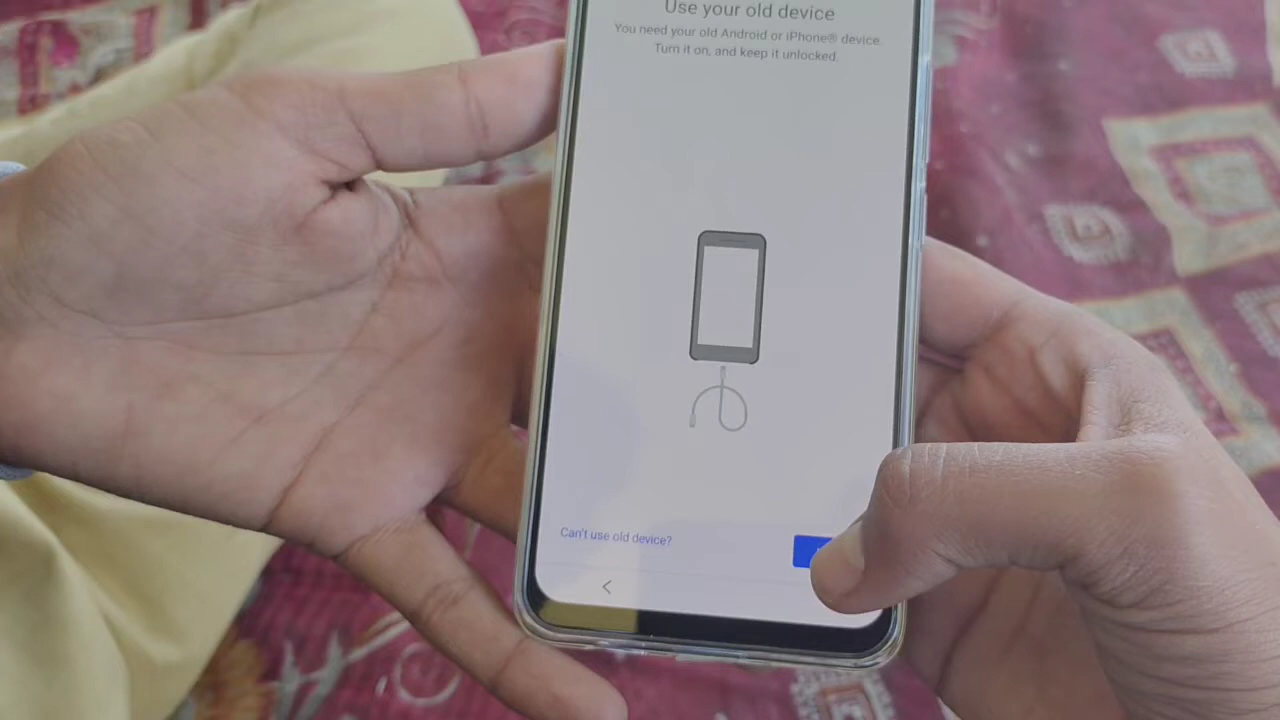 Use your old device
You need your old Android or iPhone® device.
Turn it on, and keep it unlocked.
Can't use old device?